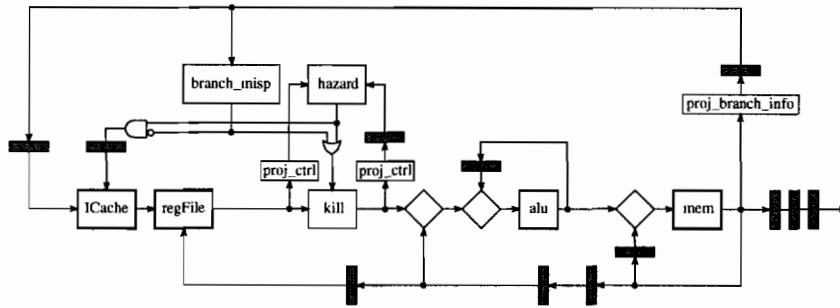 branch_misp
hazard
proj_branch_info
proj_ctrl
proj_ctrl
ICache
regFile
kill
alu
mem